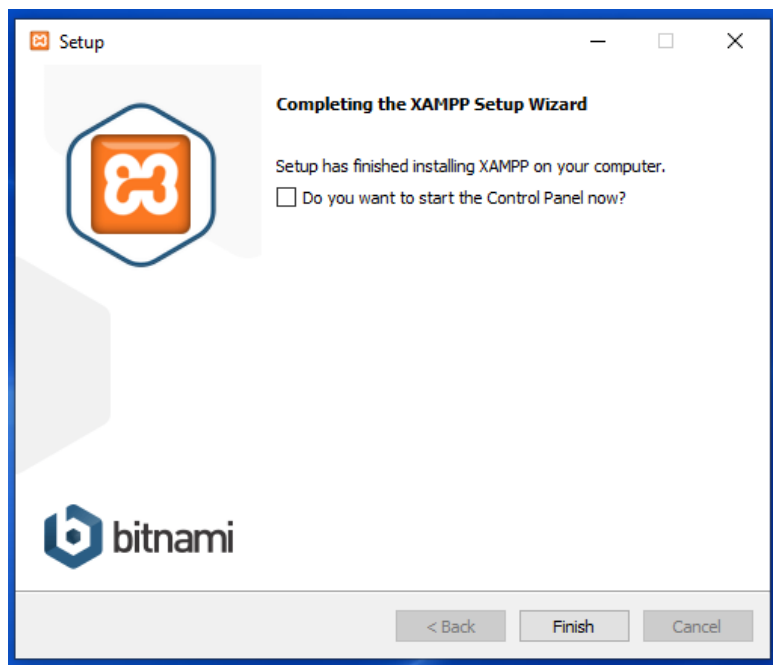 Setup
Completing the XAMPP Setup Wizard
Setup has finished installing XAMPP on your computer.
Do you want to start the Control Panel now?
bitnami
< Back
Finish
Cancel